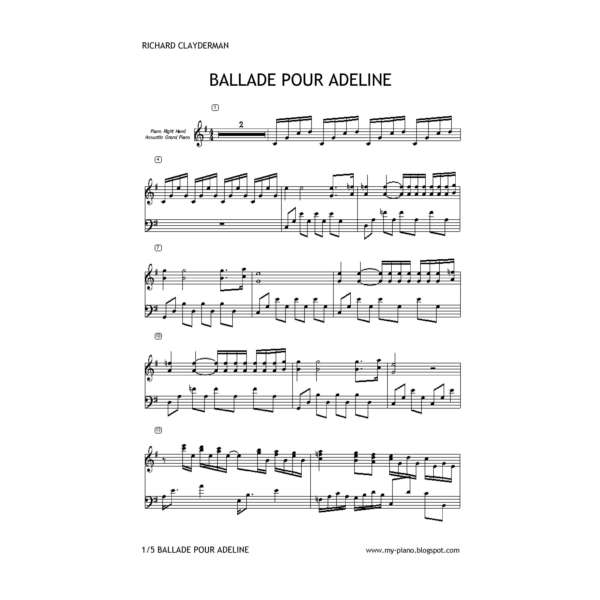 RICHARD CLAYDERMAN
BALLADE POUR ADELINE
1
Piano Right Hand
Acoustic Grand Piano
2
4
7
10
13
1/5 BALLADE POUR ADELINE
www.my-piano.blogspot.com